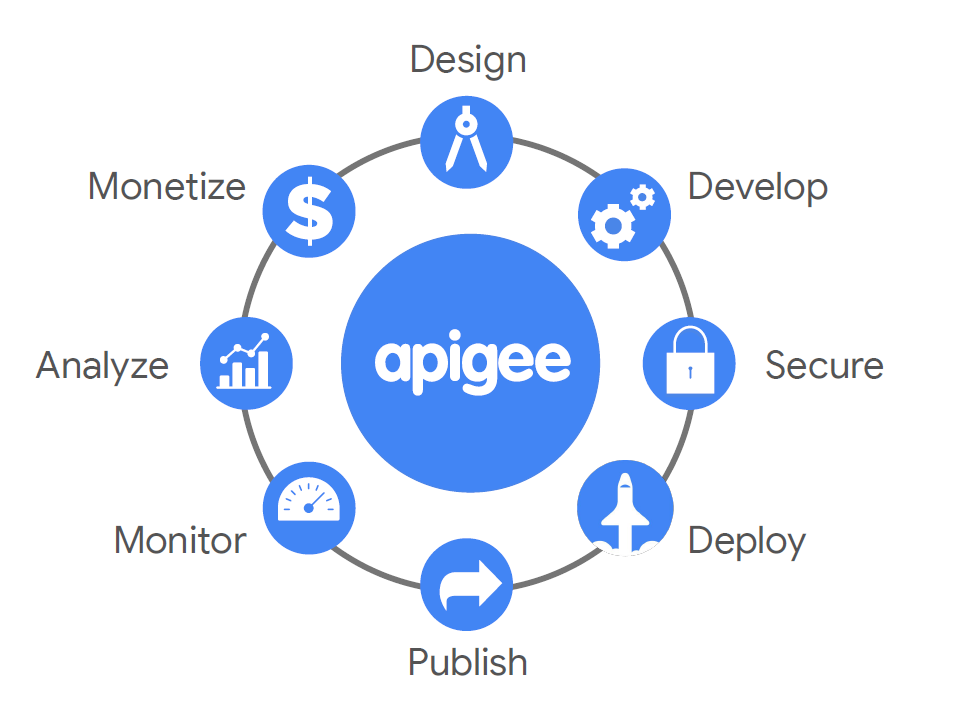 Design
Develop
Secure
Deploy
Publish
Monitor
Analyze
Monetize
apigee
$